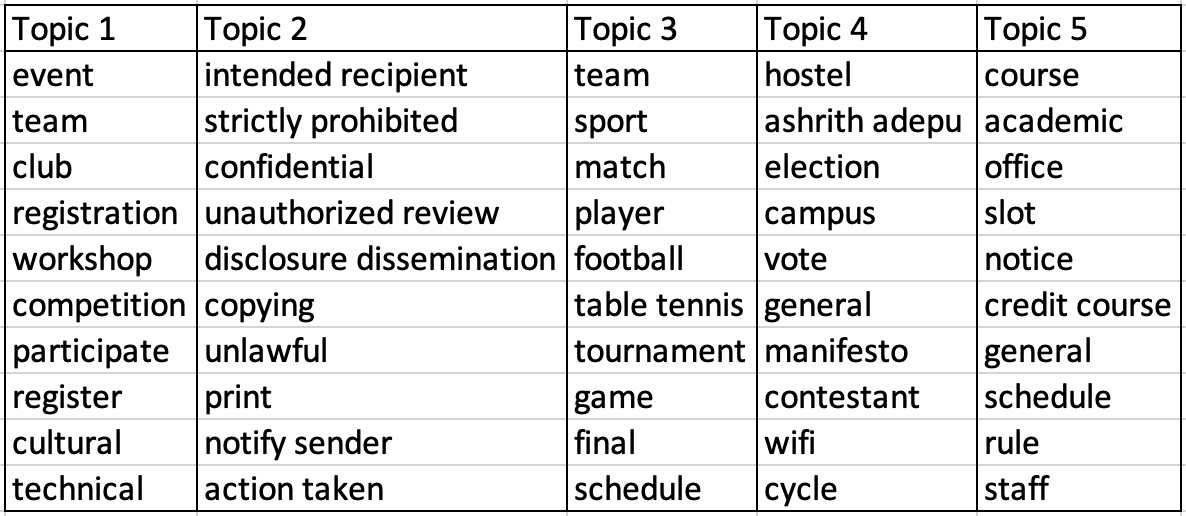 Topic 1 Topic 2 Topic 3 Topic 4 Topic 5
event intended recipient team hostel course
team strictly prohibited sport ashrith adepu academic
club confidential match election office
registration unauthorized review player campus slot
workshop disclosure dissemination football vote notice
competition copying table tennis general credit course
participate unlawful tournament manifesto general
register print game contestant schedule
cultural notify sender final wifi rule
technical action taken schedule cycle staff